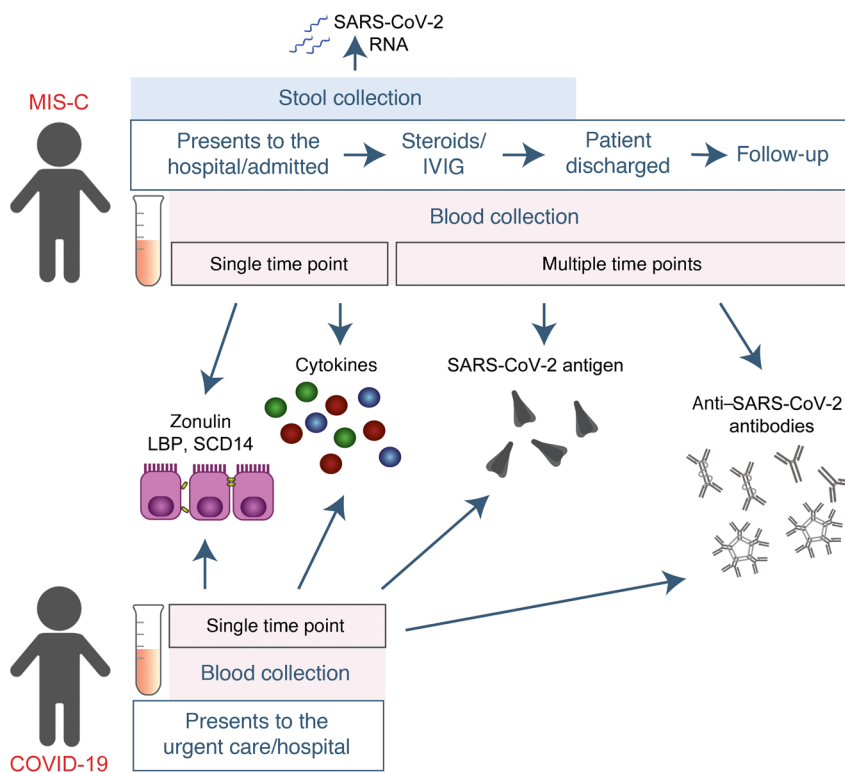 SARS-CoV-2
RNA
MIS-C
Stool collection
Presents to the
hospital/admitted
Steroids/
IVIG
Patient
discharged
Follow-up
Blood collection
Single time point
Multiple time points
Cytokines
SARS-CoV-2 antigen
Zonulin
LBP, SCD14
Anti–SARS-CoV-2
antibodies
Single time point
Blood collection
Presents to the
urgent care/hospital
COVID-19